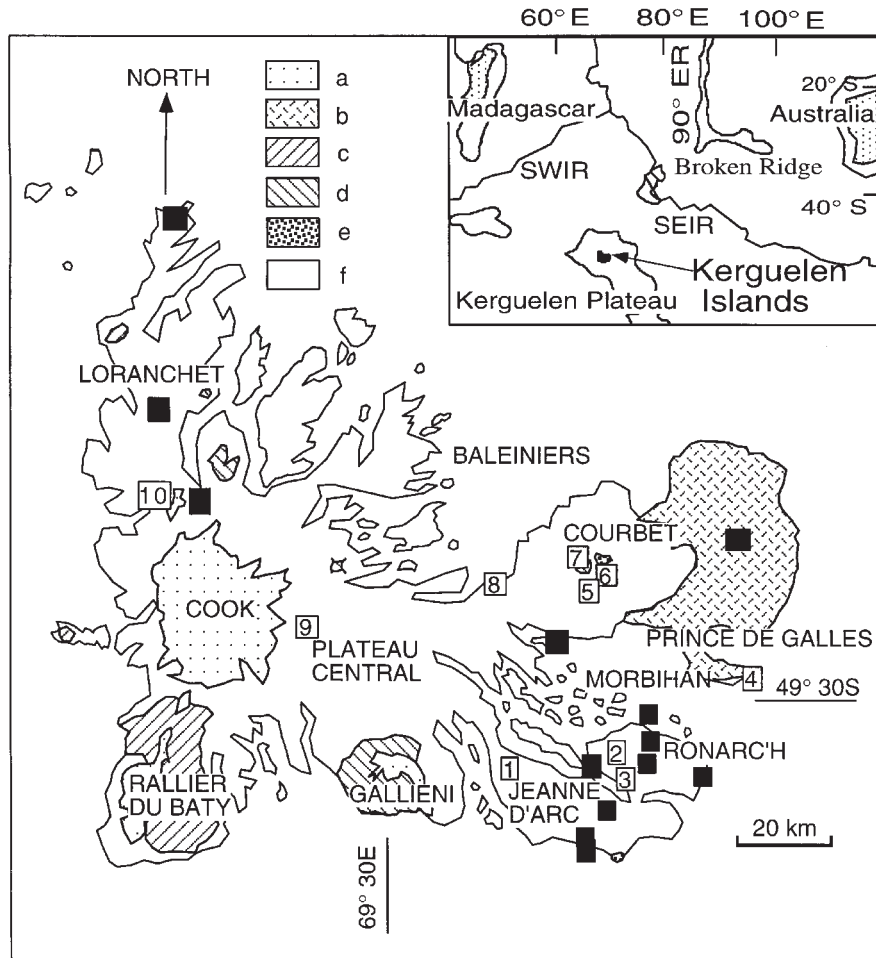 60° E 80° E 100° E
NORTH
a
b
c
d
e
f
Madagascar
90° ER
20° S
Australia
SWIR
Broken Ridge
40° S
SEIR
Kerguelen
Islands
Kerguelen Plateau
LORANCHET
BALEINIERS
10
COURBET
7
6
5
8
COOK
9
PLATEAU
CENTRAL
PRINCE DE GALLES
MORBIHAN
4
49° 30S
2
RONARC'H
1
3
RALLIER
DU BATY
GALLIENI
JEANNE
D'ARC
20 km
69° 30E